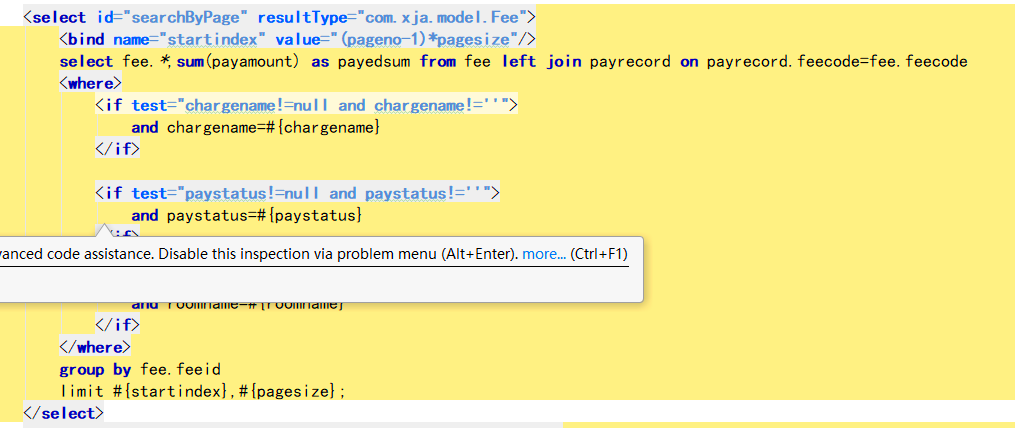 <select id="searchByPage" resultType="com.xja.model.Fee">
<bind name="startindex" value="(pageno-1)*pagesize"/>
select fee.*,sum(payamount) as payedsum from fee left join payrecord on payrecord.feecode=fee.feecode
<where>
<if test="chargename!=null and chargename!=''">
and chargename=#{chargename}
</if>
<if test="paystatus!=null and paystatus!=''">
and paystatus=#{paystatus}
</if>
vanced code assistance. Disable this inspection via problem menu (Alt+Enter). more... (Ctrl+F1)
and roomname=#{roomname}
</if>
</where>
group by fee.feeid
limit #{startindex},#{pagesize};
</select>